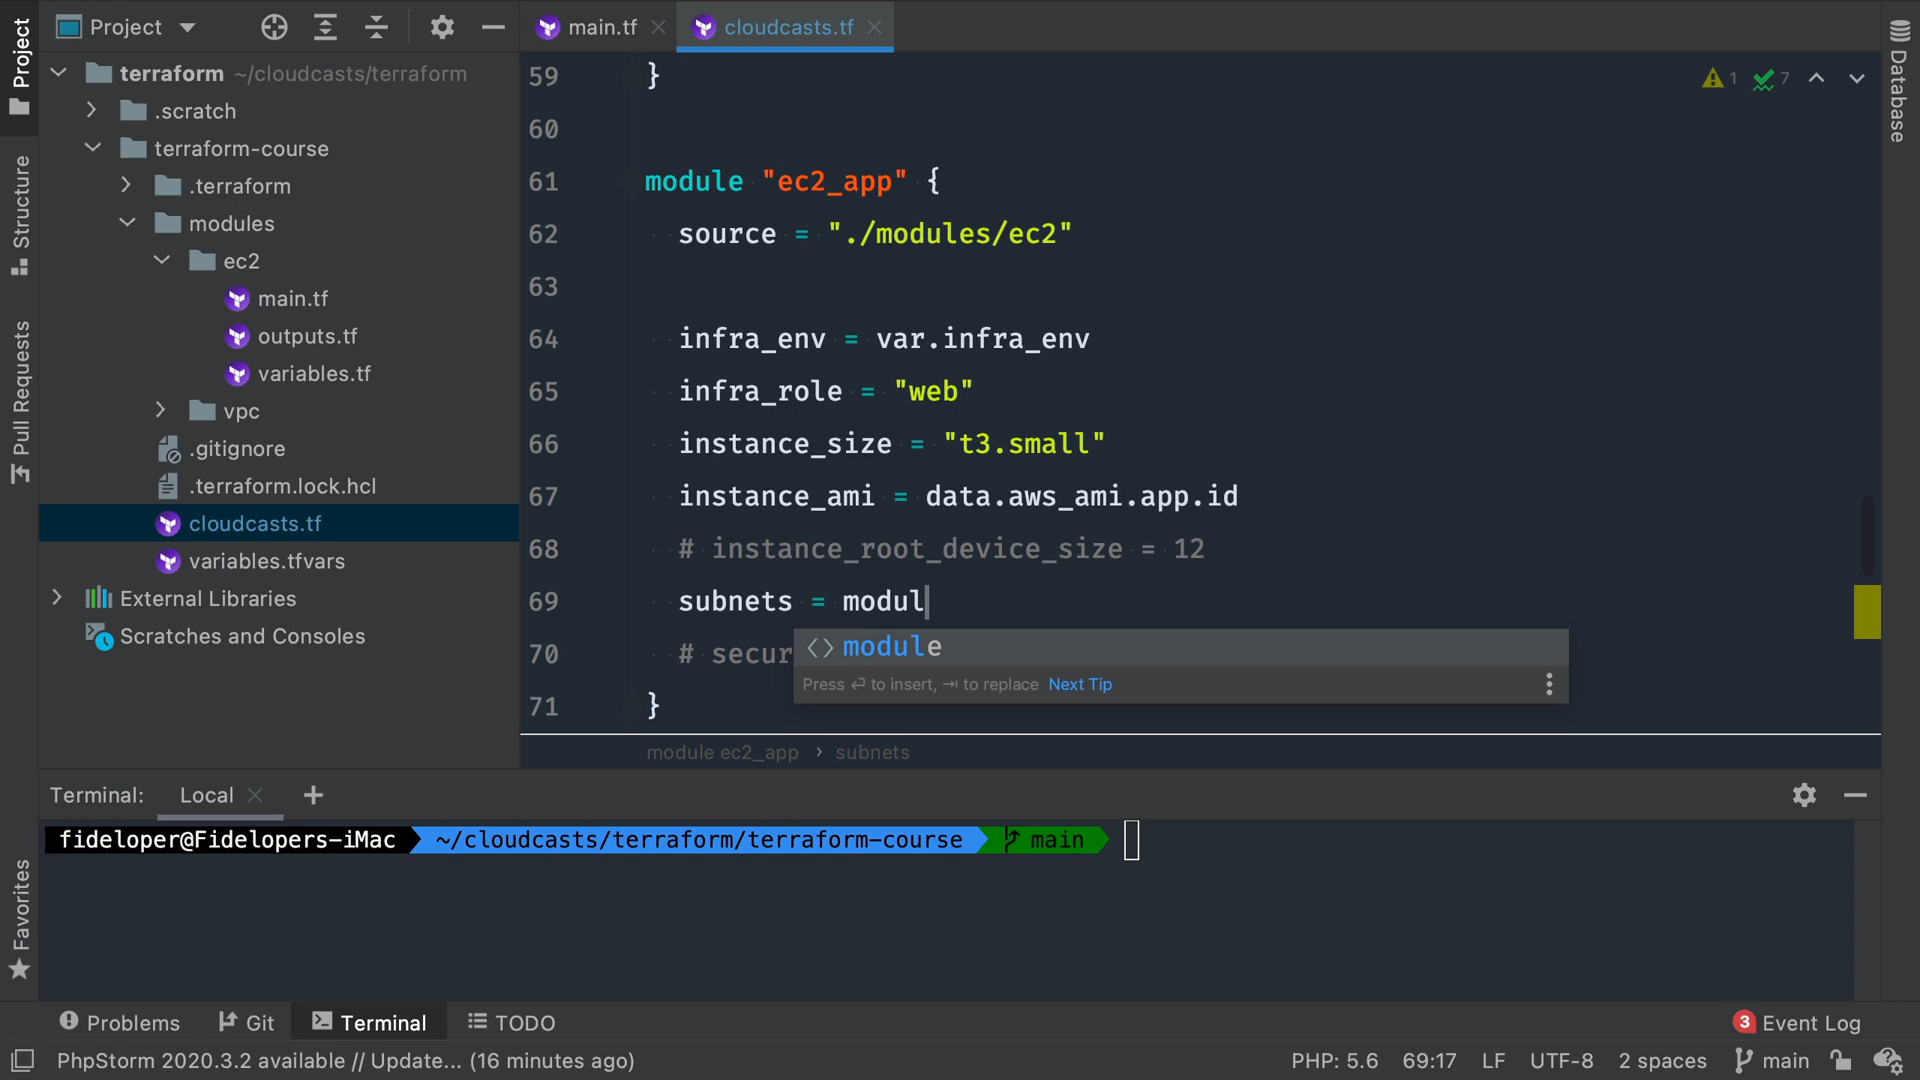 Project
Structure
Pull Requests
Favorites
Project
terraform ~/cloudcasts/terraform
.scratch
terraform-course
.terraform
modules
ec2
main.tf
outputs.tf
variables.tf
vpc
.gitignore
.terraform.lock.hcl
cloudcasts.tf
variables.tfvars
External Libraries
Scratches and Consoles
main.tf
cloudcasts.tf
1 7
59 }
60
61 module "ec2_app" {
62 source = "./modules/ec2"
63
64 infra_env = var.infra_env
65 infra_role = "web"
66 instance_size = "t3.small"
67 instance_ami = data.aws_ami.app.id
68 # instance_root_device_size = 12
69 subnets = modul
70 # secur
71 }
<> module
Press ⏎ to insert, ⇥ to replace Next Tip
module ec2_app › subnets
Database
Terminal: Local +
fideloper@Fidelopers-iMac ~/cloudcasts/terraform/terraform-course main
Problems Git Terminal TODO
3 Event Log
PhpStorm 2020.3.2 available // Update... (16 minutes ago)
PHP: 5.6 69:17 LF UTF-8 2 spaces main